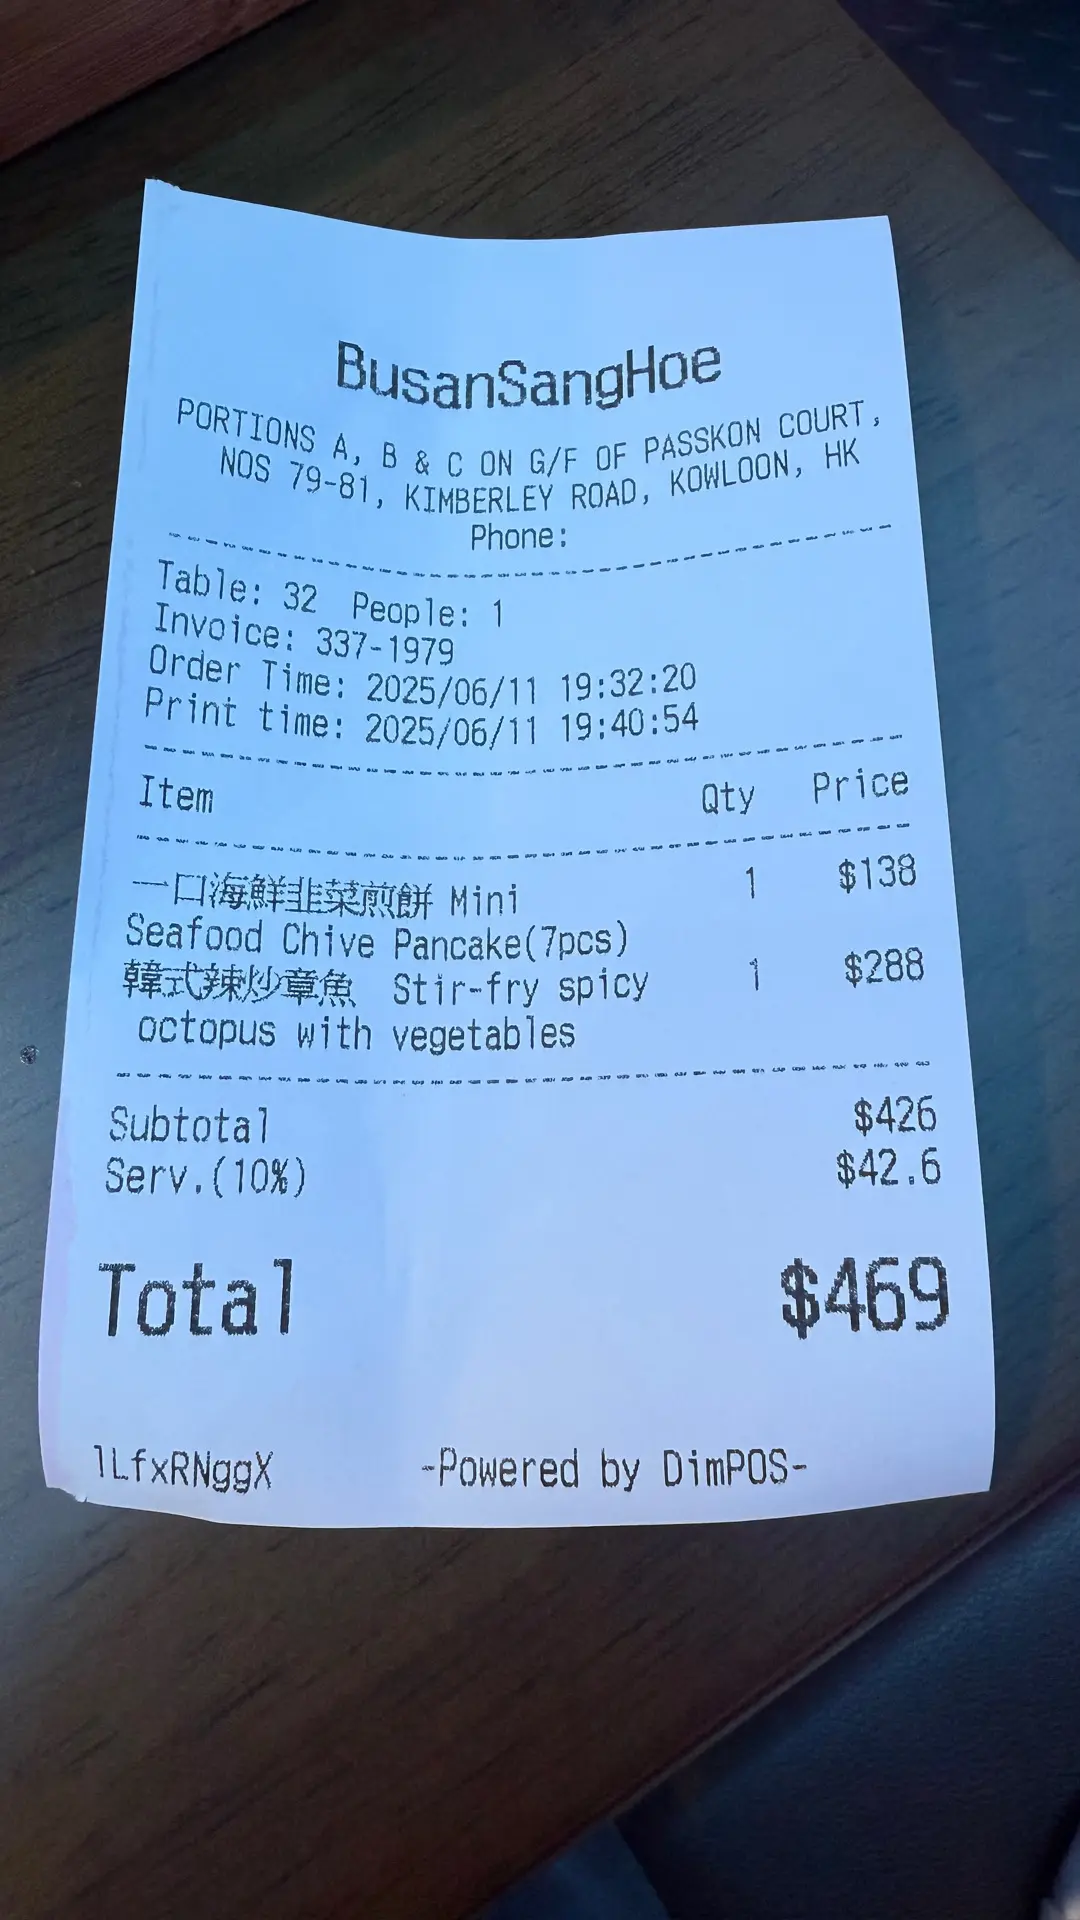 BusanSangHoe
PORTIONS A, B & C ON G/F OF PASSKON COURT,
NOS 79-81, KIMBERLEY ROAD, KOWLOON, HK
Phone:
Table: 32 People: 1
Invoice: 337-1979
Order Time: 2025/06/11 19:32:20
Print time: 2025/06/11 19:40:54
Item Qty Price
一口海鮮韭菜煎餅 Mini 1 $138
Seafood Chive Pancake(7pcs)
韓式辣炒章魚 Stir-fry spicy 1 $288
octopus with vegetables
Subtotal $426
Serv.(10%) $42.6
Total $469
1LfxRNggX -Powered by DimPOS-